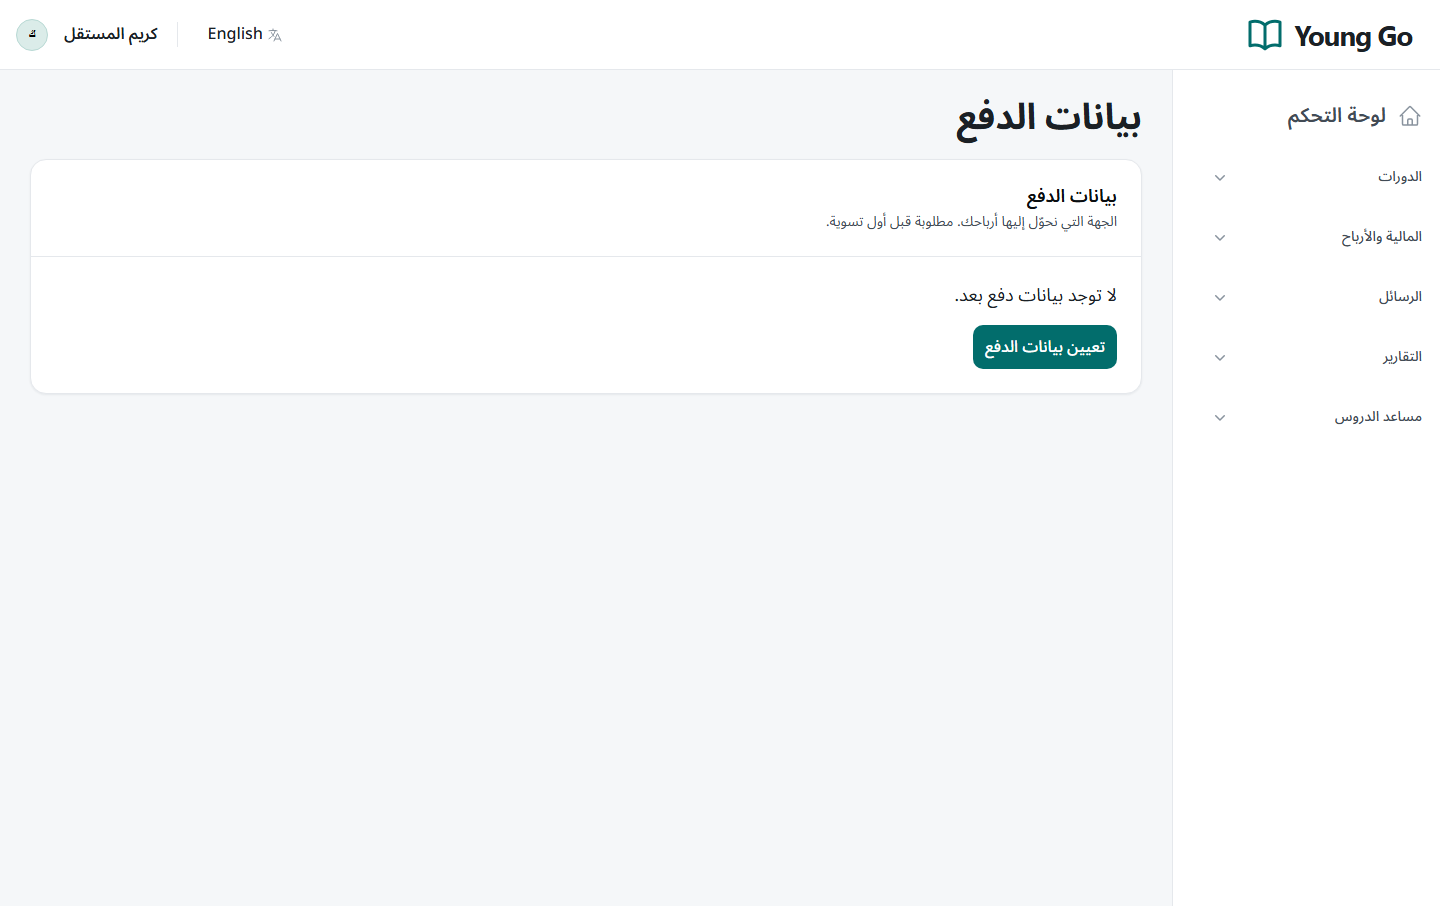 Young Go
English
كريم المستقل
ك
لوحة التحكم
الدورات
المالية والأرباح
الرسائل
التقارير
مساعد الدروس
بيانات الدفع
بيانات الدفع
الجهة التي نحوّل إليها أرباحك. مطلوبة قبل أول تسوية.
لا توجد بيانات دفع بعد.
تعيين بيانات الدفع